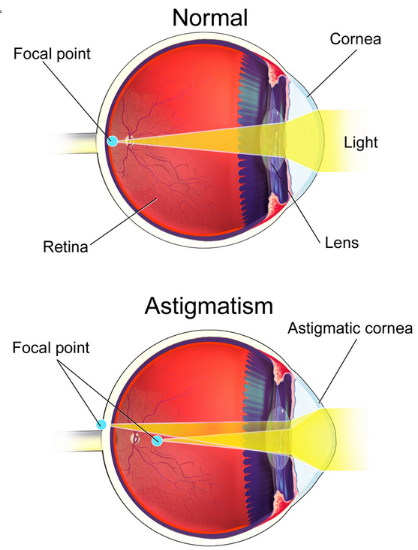 Normal
Focal point
Cornea
Light
Retina
Lens
Astigmatism
Astigmatic cornea
Focal point